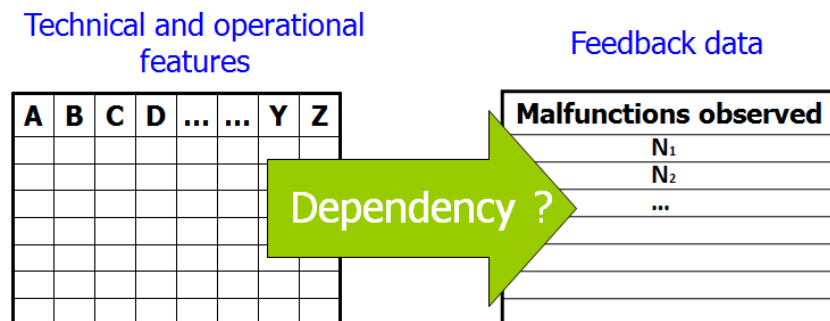 Technical and operational
features
Feedback data
A B C D ... ... Y Z
Malfunctions observed
N₁
N₂
...
Dependency ?